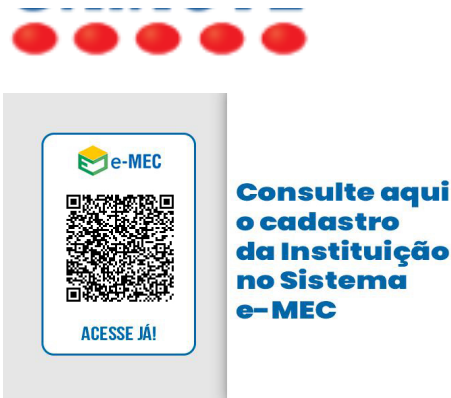 e-MEC
ACESSE JÁ!
Consulte aqui
o cadastro
da Instituição
no Sistema
e-MEC